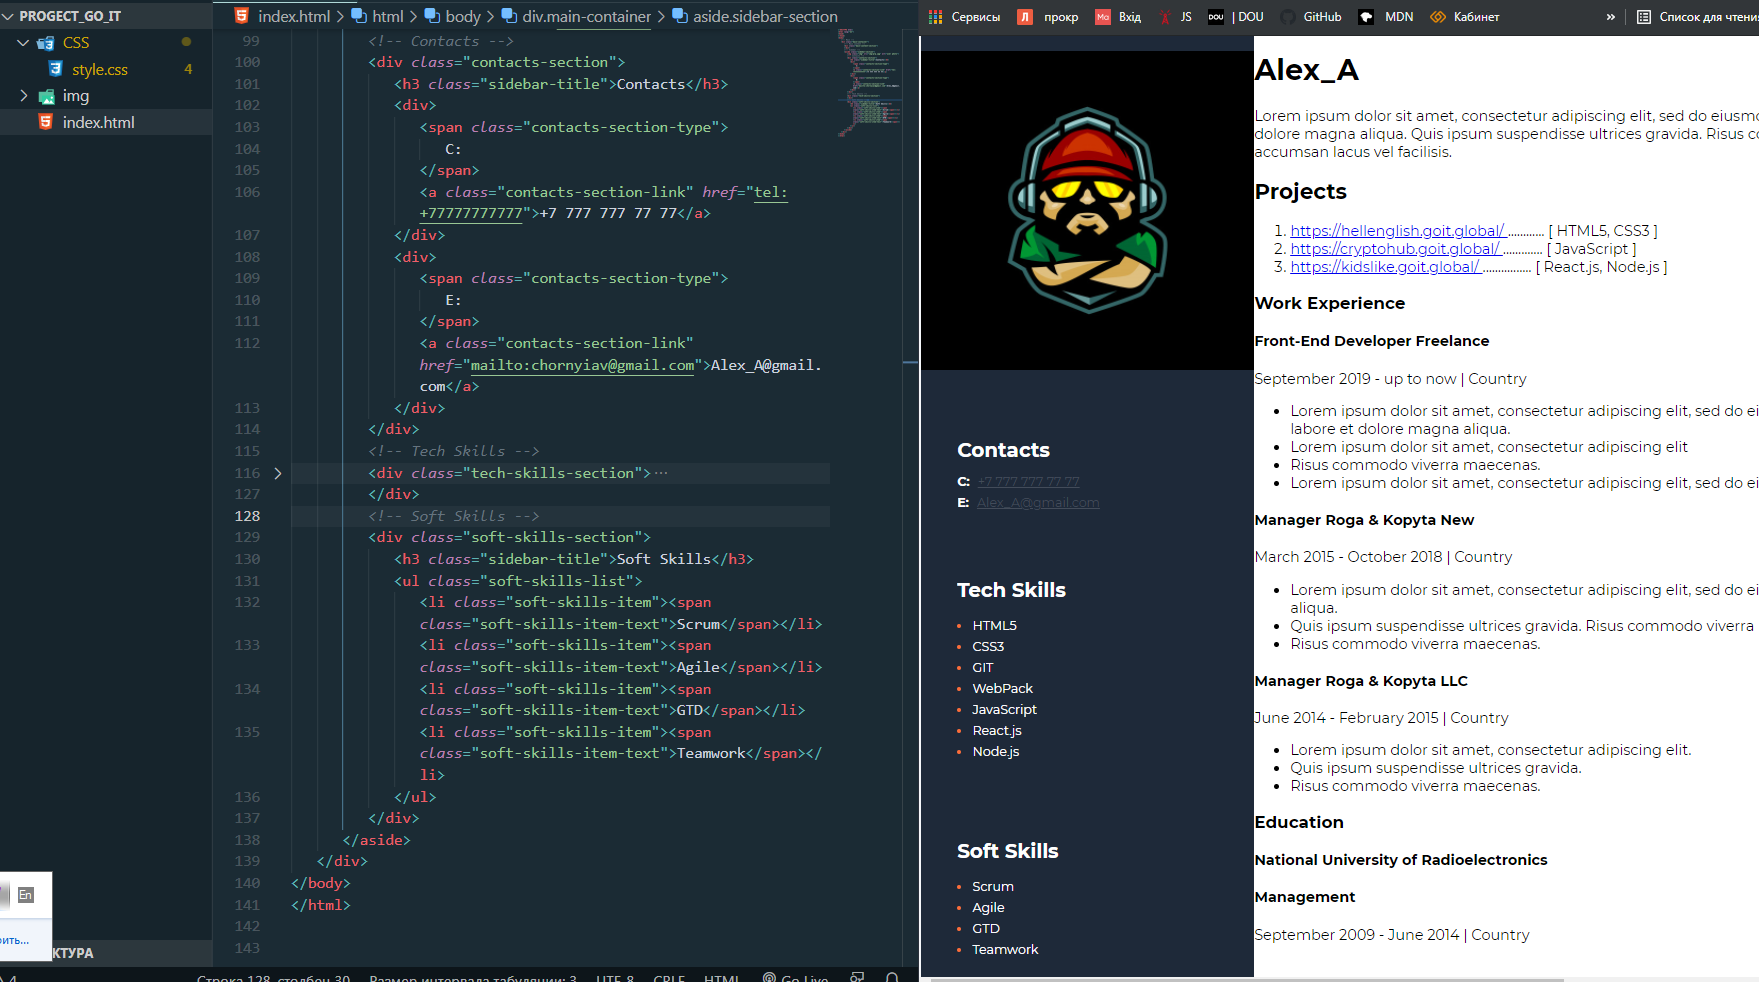 PROGECT_GO_IT
CSS
style.css 4
img
index.html
КТУРА
En
ить...
index.html > html > body > div.main-container > aside.sidebar-section
99 <!-- Contacts -->
100 <div class="contacts-section">
101 <h3 class="sidebar-title">Contacts</h3>
102 <div>
103 <span class="contacts-section-type">
104 C:
105 </span>
106 <a class="contacts-section-link" href="tel:
+77777777777">+7 777 777 77 77</a>
107 </div>
108 <div>
109 <span class="contacts-section-type">
110 E:
111 </span>
112 <a class="contacts-section-link"
href="mailto:chornyiav@gmail.com">Alex_A@gmail.
com</a>
113 </div>
114 </div>
115 <!-- Tech Skills -->
116 <div class="tech-skills-section">···
127 </div>
128 <!-- Soft Skills -->
129 <div class="soft-skills-section">
130 <h3 class="sidebar-title">Soft Skills</h3>
131 <ul class="soft-skills-list">
132 <li class="soft-skills-item"><span
class="soft-skills-item-text">Scrum</span></li>
133 <li class="soft-skills-item"><span
class="soft-skills-item-text">Agile</span></li>
134 <li class="soft-skills-item"><span
class="soft-skills-item-text">GTD</span></li>
135 <li class="soft-skills-item"><span
class="soft-skills-item-text">Teamwork</span></
li>
136 </ul>
137 </div>
138 </aside>
139 </div>
140 </body>
141 </html>
142
143
4 Строка 128, столбец 30 Размер интервала табуляции: 3 UTF-8 CRLF HTML Go Live
Сервисы Л прокр Ma Вхід JS DOU | DOU GitHub MDN Кабинет » Список для чтения
Contacts
C: +7 777 777 77 77
E: Alex_A@gmail.com
Tech Skills
HTML5
CSS3
GIT
WebPack
JavaScript
React.js
Node.js
Soft Skills
Scrum
Agile
GTD
Teamwork
Alex_A
Lorem ipsum dolor sit amet, consectetur adipiscing elit, sed do eiusmo
dolore magna aliqua. Quis ipsum suspendisse ultrices gravida. Risus co
accumsan lacus vel facilisis.
Projects
1. https://hellenglish.goit.global/ ............ [ HTML5, CSS3 ]
2. https://cryptohub.goit.global/ ............. [ JavaScript ]
3. https://kidslike.goit.global/ ................ [ React.js, Node.js ]
Work Experience
Front-End Developer Freelance
September 2019 - up to now | Country
Lorem ipsum dolor sit amet, consectetur adipiscing elit, sed do ei
labore et dolore magna aliqua.
Lorem ipsum dolor sit amet, consectetur adipiscing elit
Risus commodo viverra maecenas.
Lorem ipsum dolor sit amet, consectetur adipiscing elit, sed do ei
Manager Roga & Kopyta New
March 2015 - October 2018 | Country
Lorem ipsum dolor sit amet, consectetur adipiscing elit, sed do ei
aliqua.
Quis ipsum suspendisse ultrices gravida. Risus commodo viverra
Risus commodo viverra maecenas.
Manager Roga & Kopyta LLC
June 2014 - February 2015 | Country
Lorem ipsum dolor sit amet, consectetur adipiscing elit.
Quis ipsum suspendisse ultrices gravida.
Risus commodo viverra maecenas.
Education
National University of Radioelectronics
Management
September 2009 - June 2014 | Country